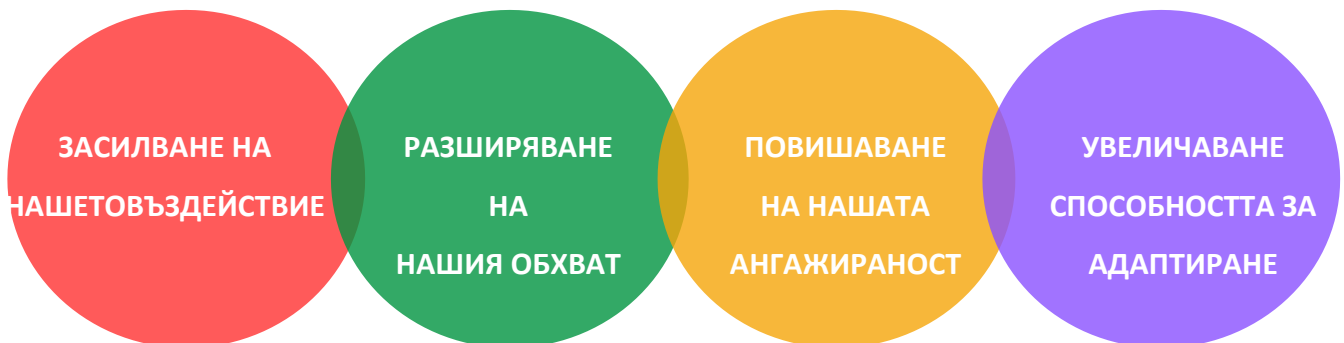 ЗАСИЛВАНЕ НА
НАШЕТОВЪЗДЕЙСТВИЕ
РАЗШИРЯВАНЕ
НА
НАШИЯ ОБХВАТ
ПОВИШАВАНЕ
НА НАШАТА
АНГАЖИРАНОСТ
УВЕЛИЧАВАНЕ
СПОСОБНОСТТА ЗА
АДАПТИРАНЕ